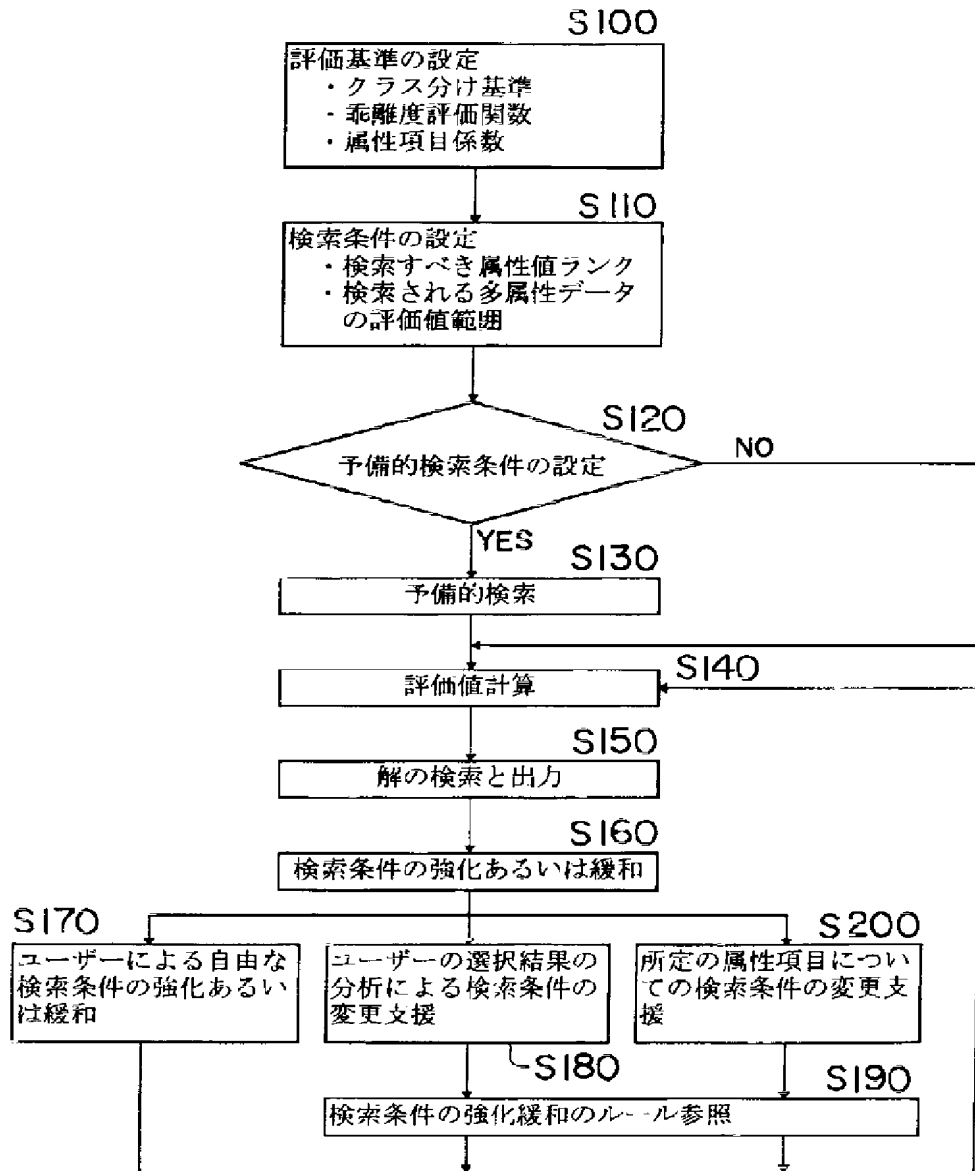 S100
評価基準の設定
・クラス分け基準
・乖離度評価関数
・属性項目係数
S110
検索条件の設定
・検索すべき属性値ランク
・検索される多属性データ
の評価値範囲
S120
予備的検索条件の設定
NO
YES
S130
予備的検索
S140
評価値計算
S150
解の検索と出力
S160
検索条件の強化あるいは緩和
S170
ユーザーによる自由な
検索条件の強化あるい
は緩和
ユーザーの選択結果の
分析による検索条件の
変更支援
S180
S200
所定の属性項目につい
ての検索条件の変更支
援
S190
検索条件の強化緩和のルール参照